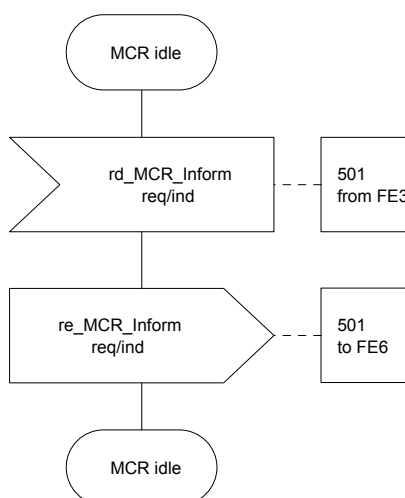 MCR idle
rd_MCR_Inform
req/ind
501
from FE3
re_MCR_Inform
req/ind
501
to FE6
MCR idle